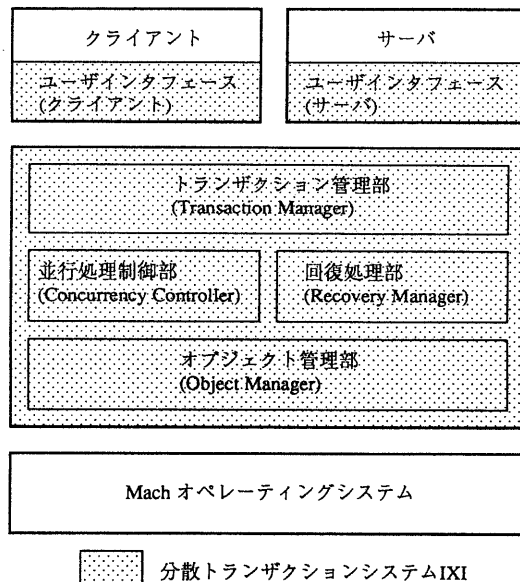 クライアント
ユーザインタフェース
(クライアント)
サーバ
ユーザインタフェース
(サーバ)
トランザクション管理部
(Transaction Manager)
並行処理制御部
(Concurrency Controller)
回復処理部
(Recovery Manager)
オブジェクト管理部
(Object Manager)
Mach オペレーティングシステム
分散トランザクションシステムIXI